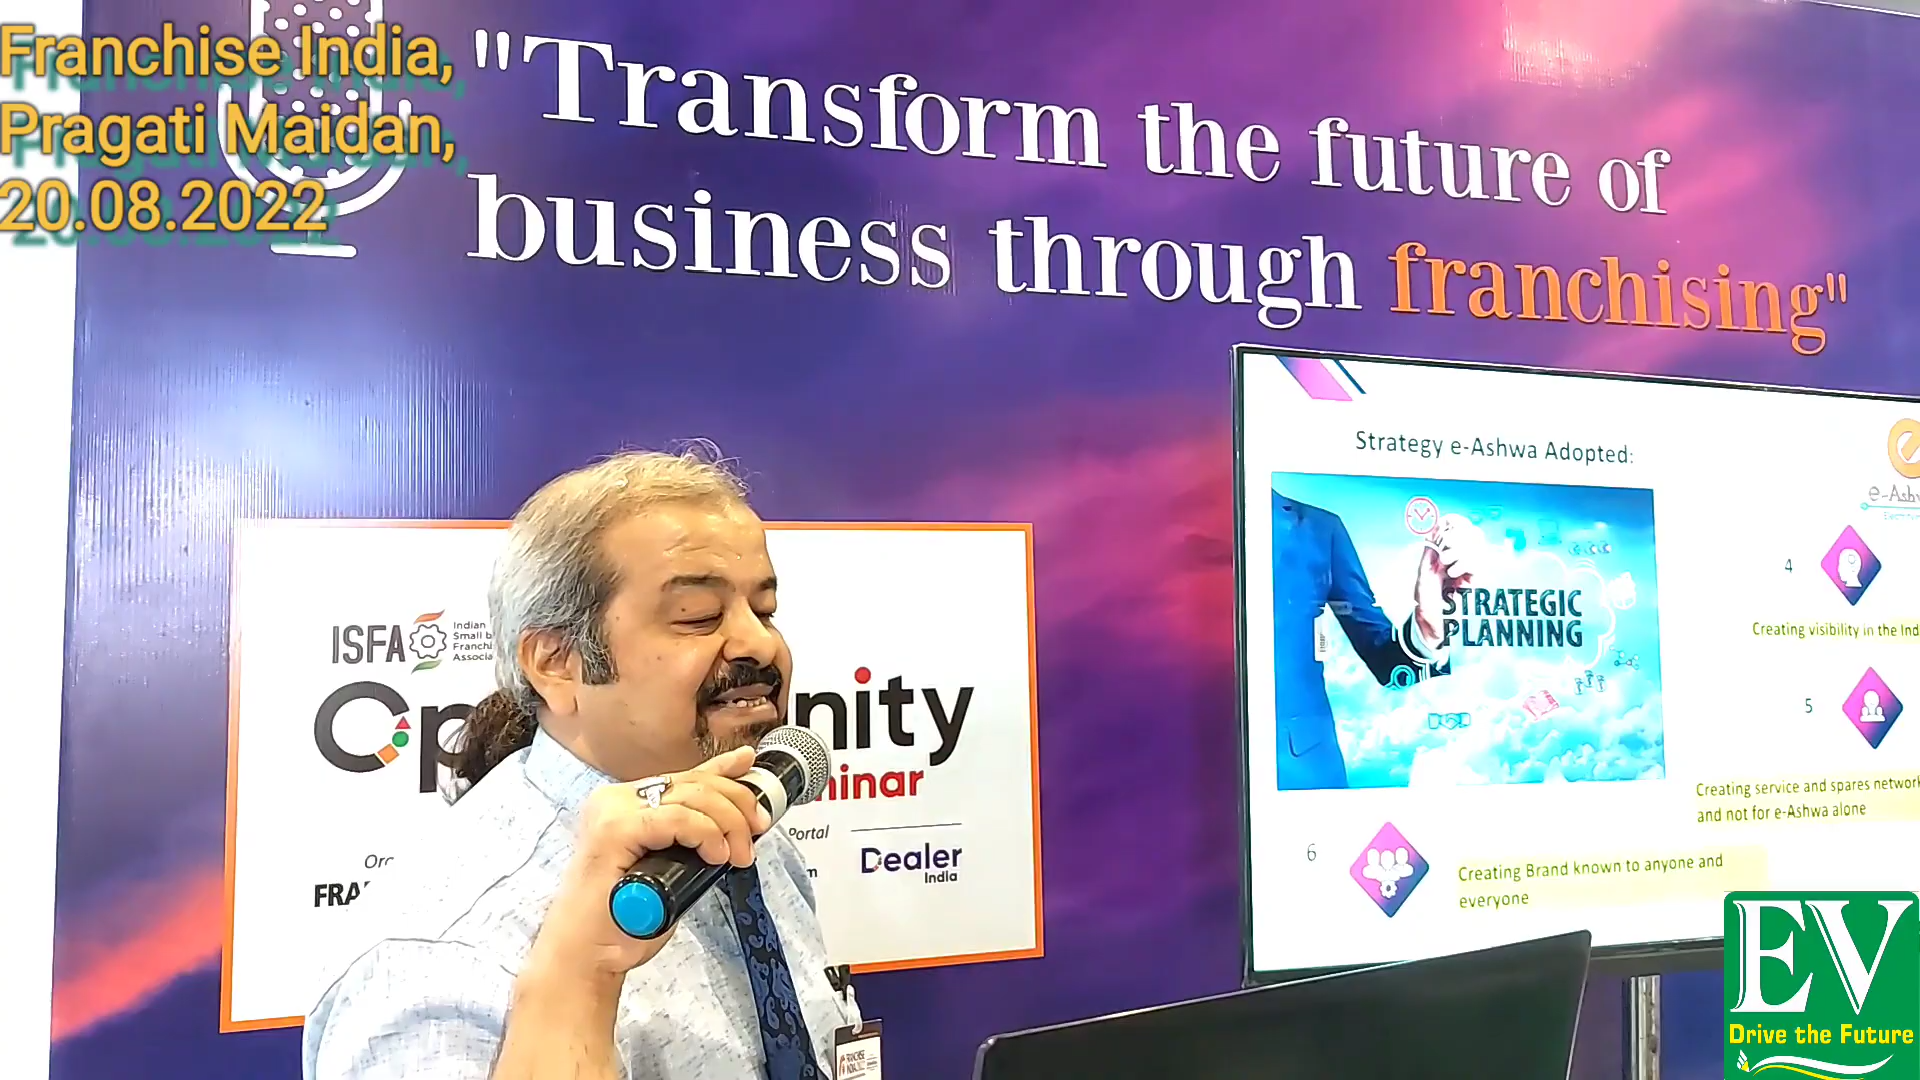 Franchise India,
Pragati Maidan,
20.08.2022
"Transform the future of
business through franchising"
ISFA
Indian
Small b
Franchi
Associa
Op nity
inar
Portal
Dealer
India
FRA
Strategy e-Ashwa Adopted:
STRATEGIC
PLANNING
e-Ash
4
Creating visibility in the Ind
5
Creating service and spares network
and not for e-Ashwa alone
6
Creating Brand known to anyone and
everyone
EV
Drive the Future